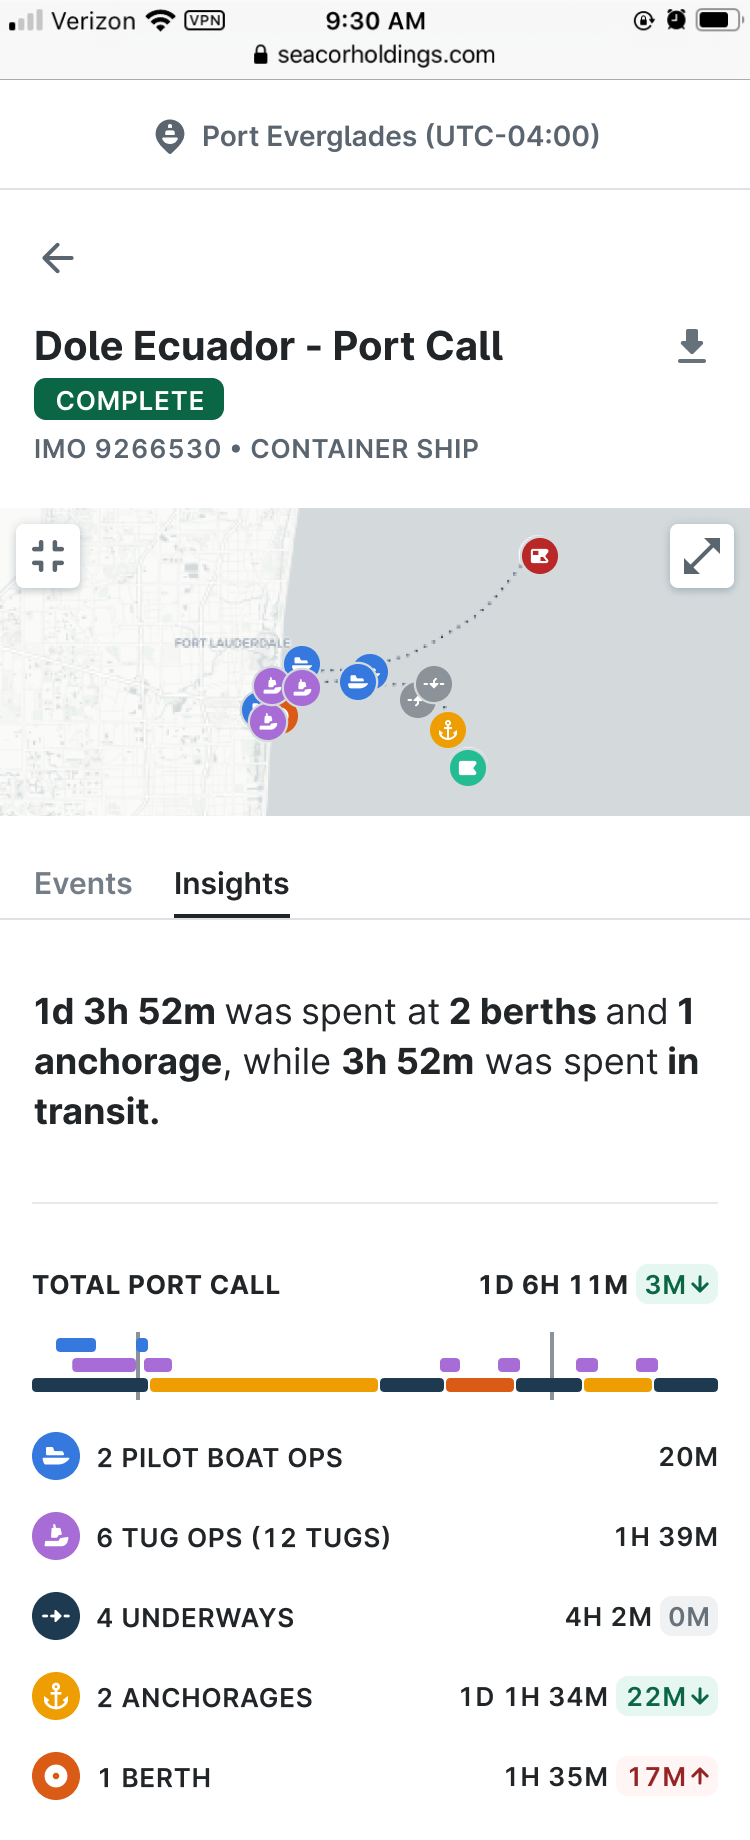 Verizon VPN 9:30 AM
seacorholdings.com
Port Everglades (UTC-04:00)
Dole Ecuador - Port Call
COMPLETE
IMO 9266530 • CONTAINER SHIP
FORT LAUDERDALE
Events Insights
1d 3h 52m was spent at 2 berths and 1
anchorage, while 3h 52m was spent in
transit.
TOTAL PORT CALL 1D 6H 11M 3M↓
2 PILOT BOAT OPS 20M
6 TUG OPS (12 TUGS) 1H 39M
4 UNDERWAYS 4H 2M 0M
2 ANCHORAGES 1D 1H 34M 22M↓
1 BERTH 1H 35M 17M↑